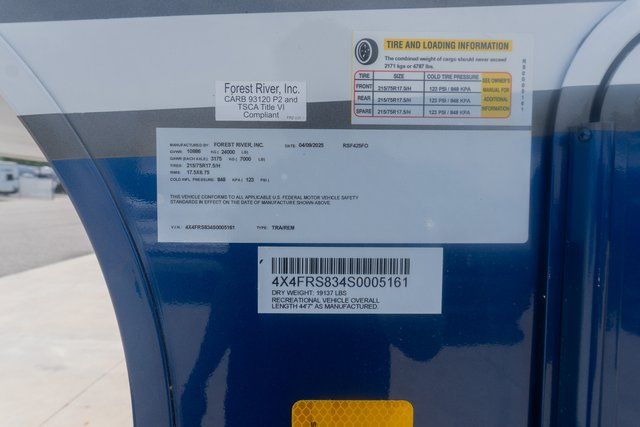 TIRE AND LOADING INFORMATION
The combined weight of cargo should never exceed
2171 kgs or 4787 lbs.
TIRE SIZE COLD TIRE PRESSURE SEE OWNER'S MANUAL FOR ADDITIONAL INFORMATION
FRONT 215/75R17.5/H 123 PSI / 848 KPA
REAR 215/75R17.5/H 123 PSI / 848 KPA
SPARE 215/75R17.5/H 123 PSI / 848 KPA
Forest River, Inc.
CARB 93120 P2 and
TSCA Title VI
Compliant
MANUFACTURED BY: FOREST RIVER, INC. DATE: 04/09/2025 RSF425FO
GVWR: 10886 KG ( 24000 LB)
GAWR (EACH AXLE): 3175 KG ( 7000 LB)
TIRES: 215/75R17.5/H
RIMS: 17.5X6.75
COLD INFL. PRESSURE: 848 KPA ( 123 PSI )
THIS VEHICLE CONFORMS TO ALL APPLICABLE U.S. FEDERAL MOTOR VEHICLE SAFETY
STANDARDS IN EFFECT ON THE DATE OF MANUFACTURE SHOWN ABOVE.
V.I.N.: 4X4FRS834S0005161 TYPE: TRA/REM
4X4FRS834S0005161
DRY WEIGHT: 19137 LBS
RECREATIONAL VEHICLE OVERALL
LENGTH 44'7" AS MANUFACTURED.